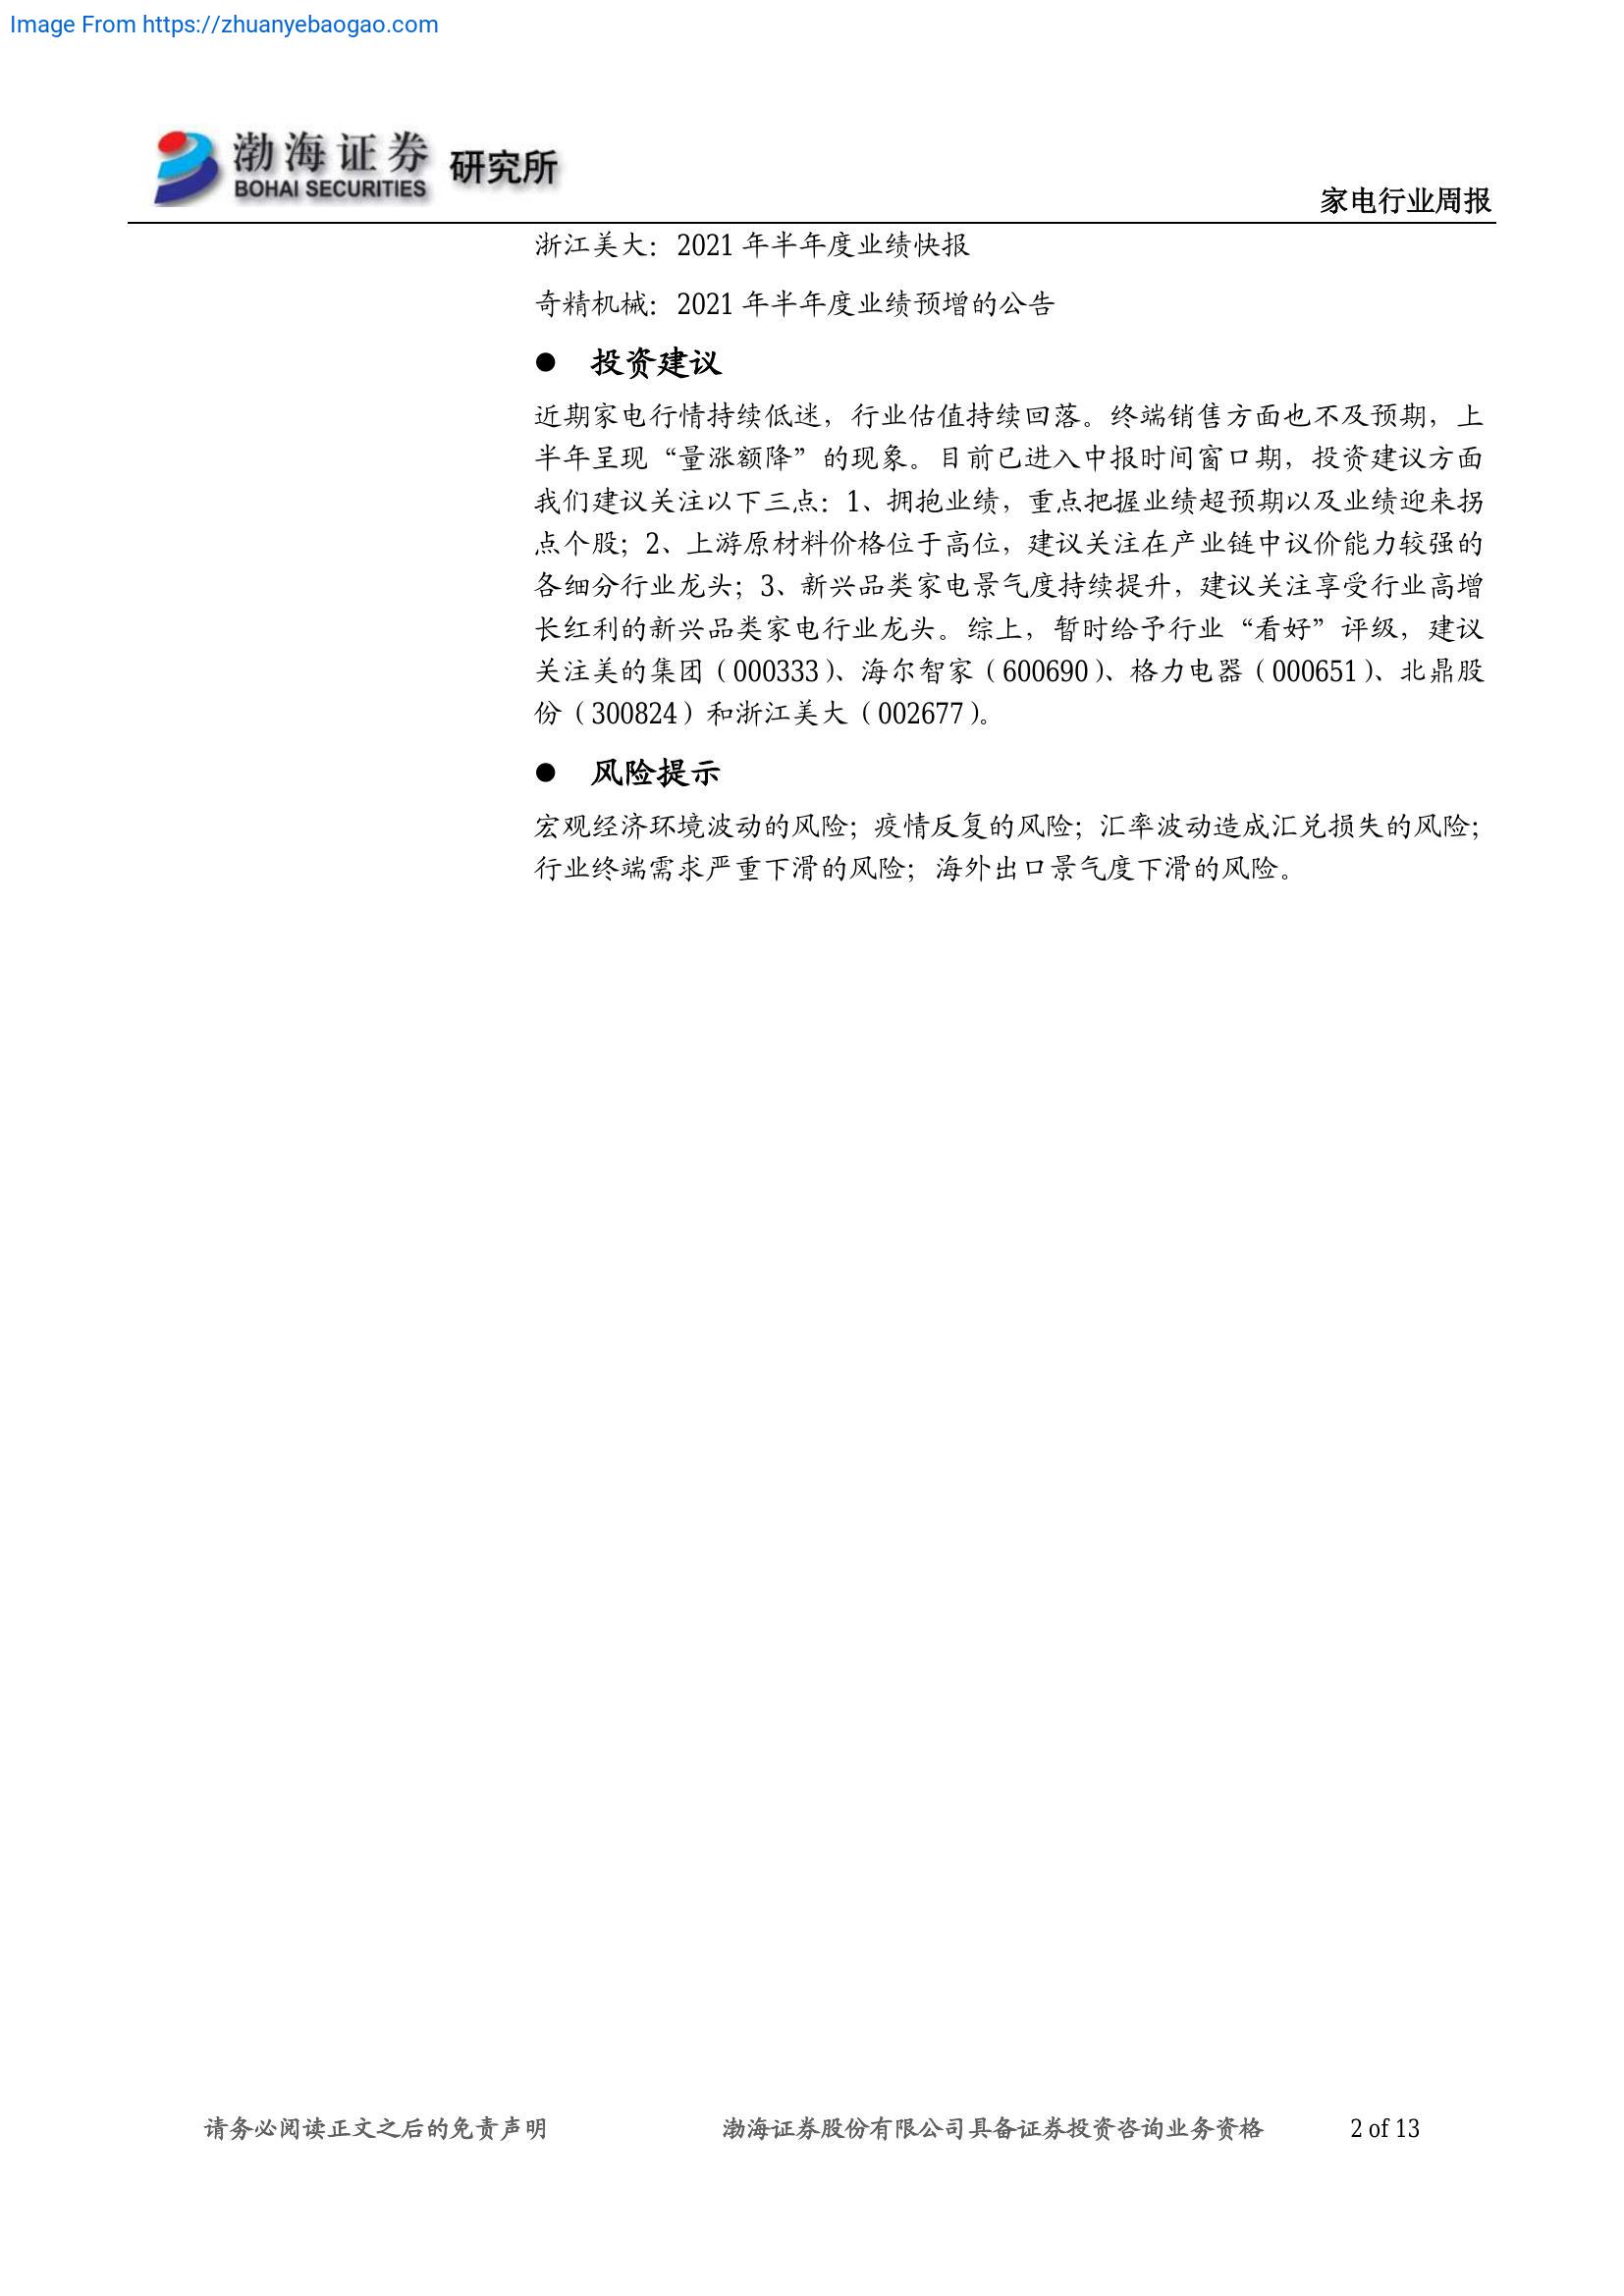 Image From https://zhuanyebaogao.com
渤海证券
BOHAI SECURITIES
研究所
家电行业周报
浙江美大：2021 年半年度业绩快报
奇精机械：2021 年半年度业绩预增的公告
● 投资建议
近期家电行情持续低迷，行业估值持续回落。终端销售方面也不及预期，上
半年呈现“量涨额降”的现象。目前已进入中报时间窗口期，投资建议方面
我们建议关注以下三点：1、拥抱业绩，重点把握业绩超预期以及业绩迎来拐
点个股；2、上游原材料价格位于高位，建议关注在产业链中议价能力较强的
各细分行业龙头；3、新兴品类家电景气度持续提升，建议关注享受行业高增
长红利的新兴品类家电行业龙头。综上，暂时给予行业“看好”评级，建议
关注美的集团（000333）、海尔智家（600690）、格力电器（000651）、北鼎股
份（300824）和浙江美大（002677）。
● 风险提示
宏观经济环境波动的风险；疫情反复的风险；汇率波动造成汇兑损失的风险；
行业终端需求严重下滑的风险；海外出口景气度下滑的风险。
请务必阅读正文之后的免责声明 渤海证券股份有限公司具备证券投资咨询业务资格 2 of 13